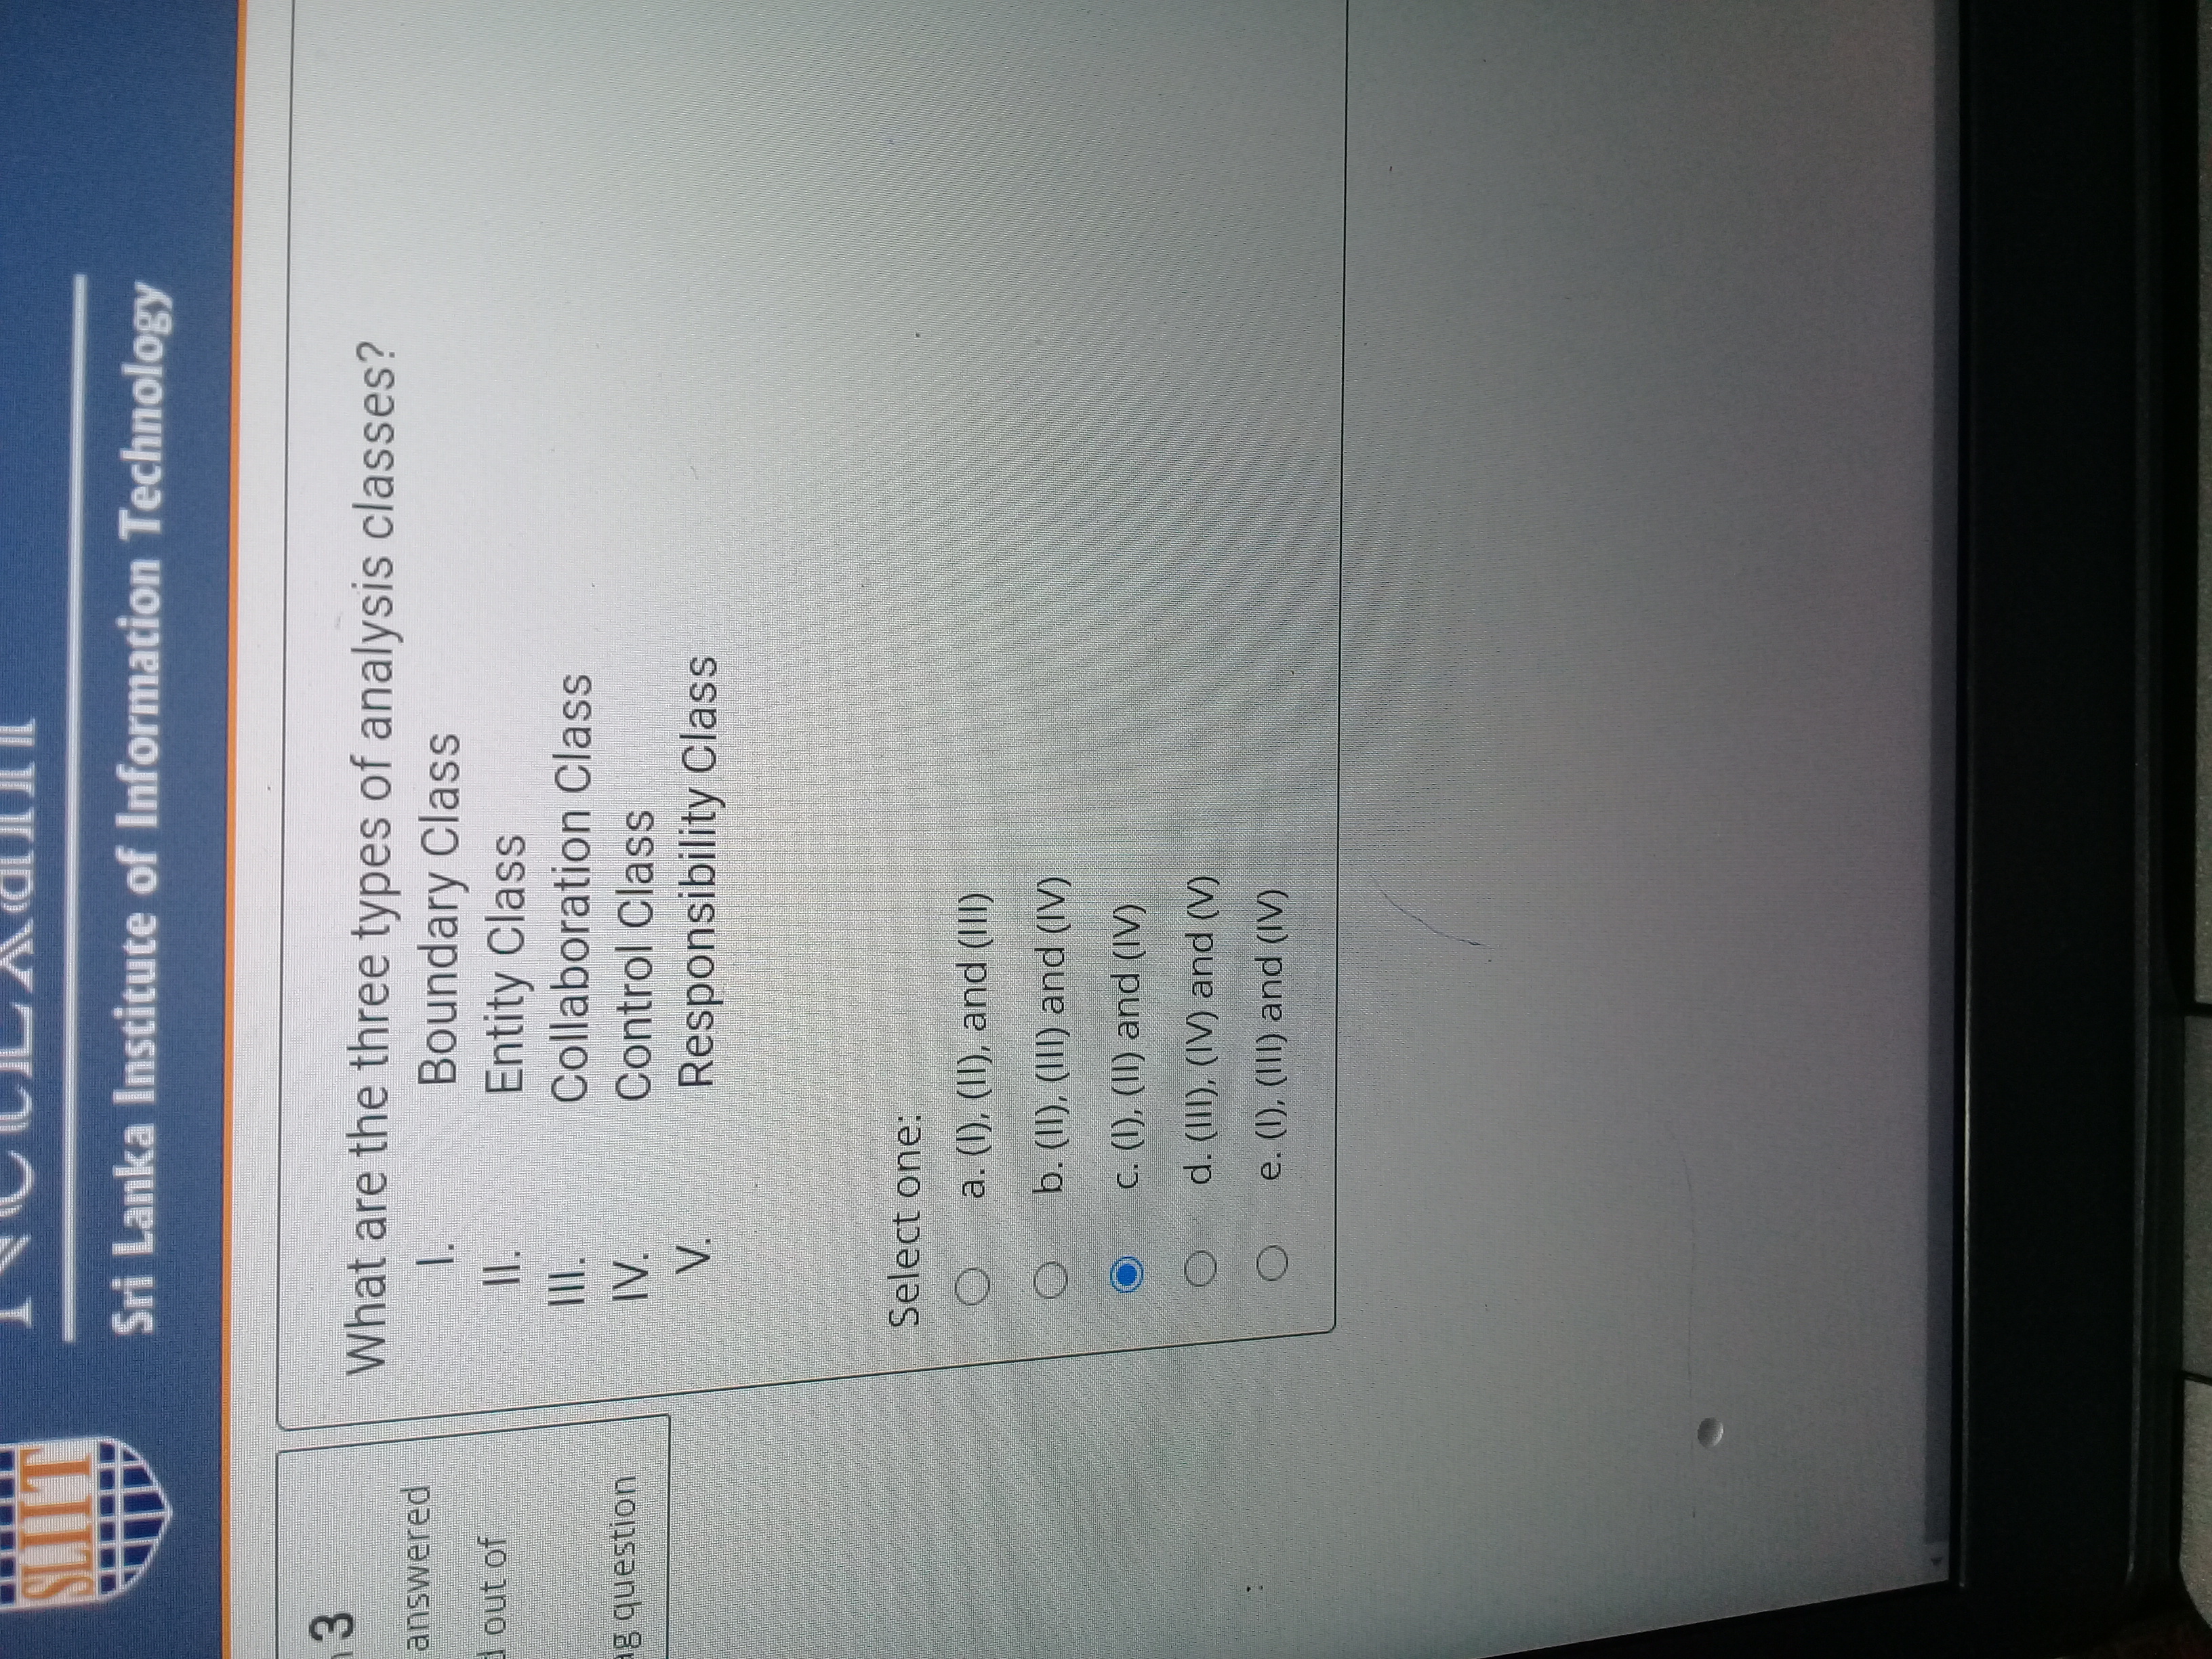 SLIIT
NetExam
Sri Lanka Institute of Information Technology
3
answered
out of
question
What are the three types of analysis classes?
I. Boundary Class
II. Entity Class
III. Collaboration Class
IV. Control Class
V. Responsibility Class
Select one:
a. (I), (II), and (III)
b. (II), (III) and (IV)
c. (I), (II) and (IV)
d. (III), (IV) and (V)
e. (I), (III) and (IV)